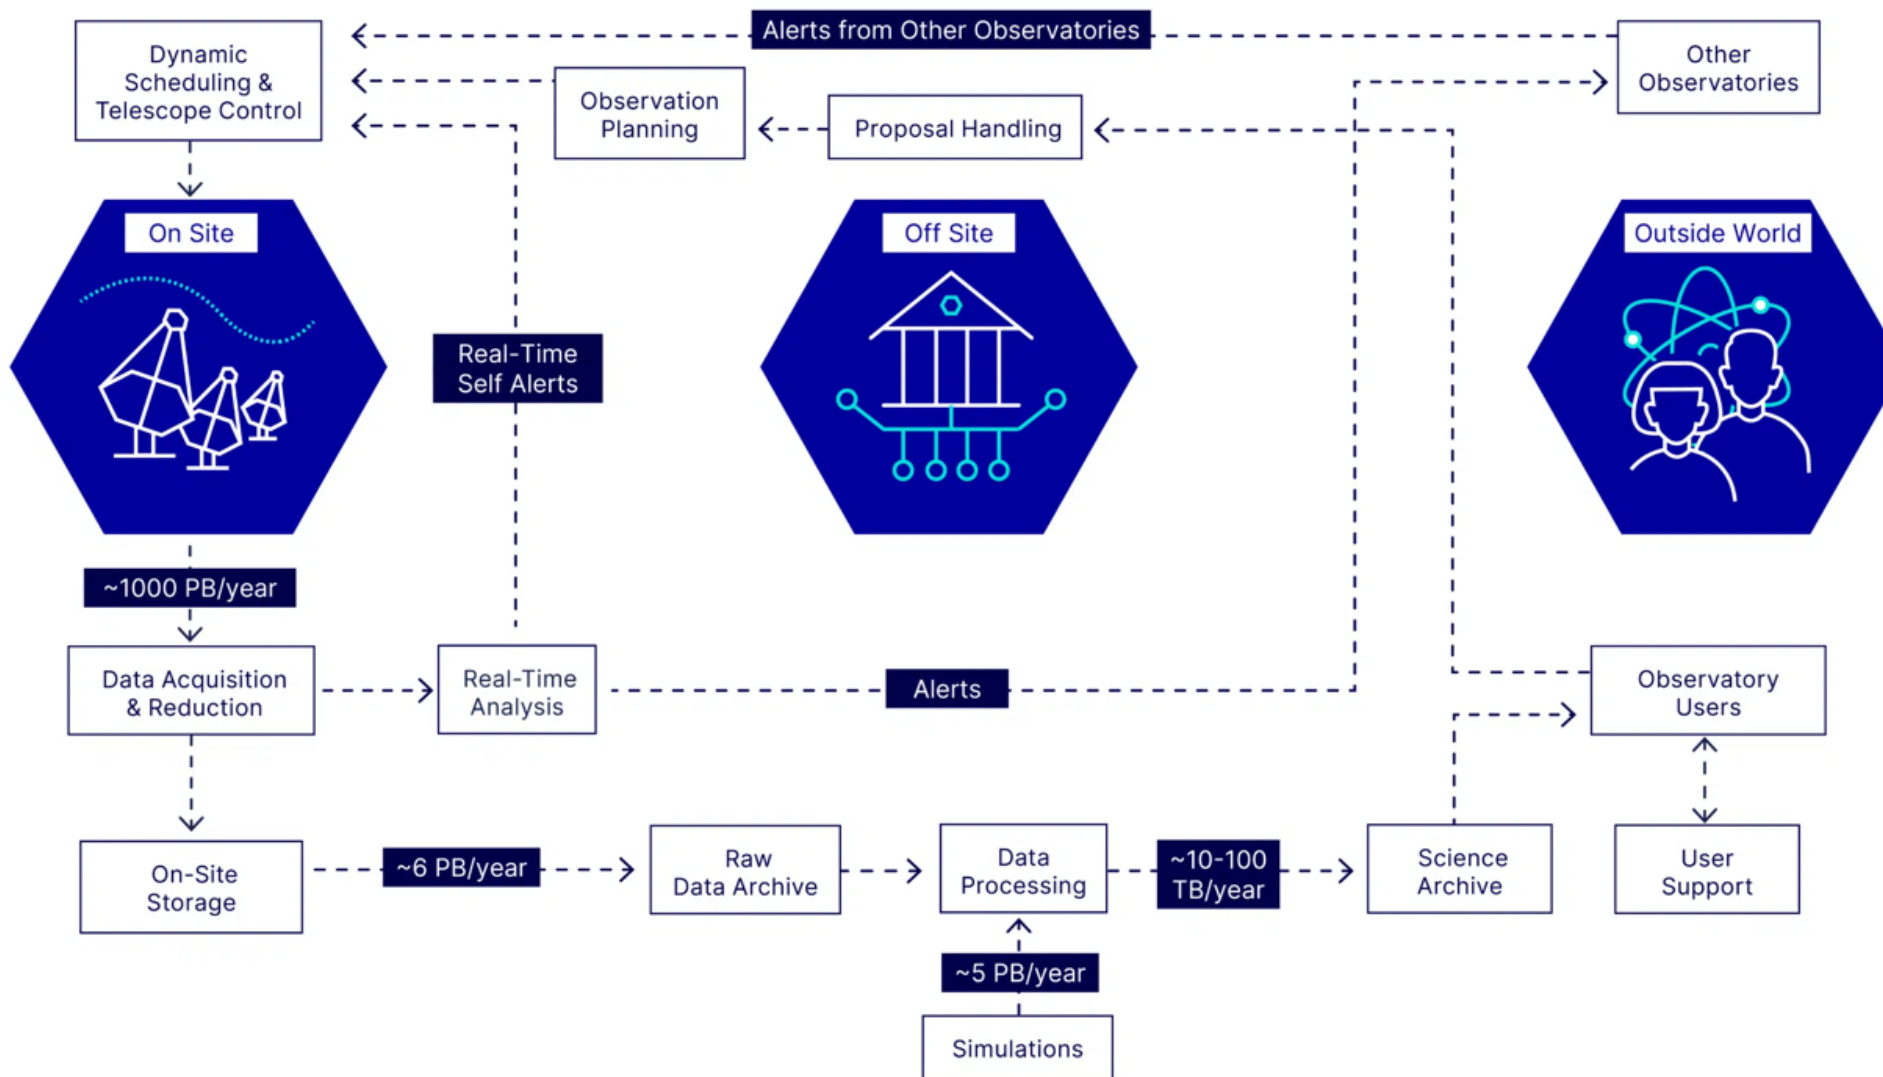 Alerts from Other Observatories
Dynamic
Scheduling &
Telescope Control
Other
Observatories
Observation
Planning
Proposal Handling
On Site
Off Site
Outside World
Real-Time
Self Alerts
~1000 PB/year
Data Acquisition
& Reduction
Real-Time
Analysis
Alerts
Observatory
Users
On-Site
Storage
~6 PB/year
Raw
Data Archive
Data
Processing
~10-100
TB/year
Science
Archive
User
Support
~5 PB/year
Simulations